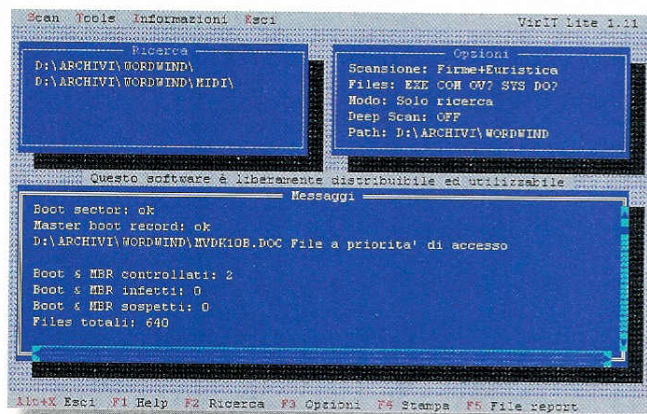 Scan Tools Informazioni Esci
VirIT Lite 1.11
Ricerca
D:\ARCHIVI\WORDWIND\
D:\ARCHIVI\WORDWIND\MIDI\
Opzioni
Scansione: Firme+Euristica
Files: EXE COM OV? SYS DO?
Modo: Solo ricerca
Deep Scan: OFF
Path: D:\ARCHIVI\WORDWIND
Questo software è liberamente distribuibile ed utilizzabile
Messaggi
Boot sector: ok
Master boot record: ok
D:\ARCHIVI\WORDWIND\MVDK10B.DOC File a priorita' di accesso
Boot & MBR controllati: 2
Boot & MBR infetti: 0
Boot & MBR sospetti: 0
Files totali: 640
Alt+X Esci F1 Help F2 Ricerca F3 Opzioni F4 Stampa F5 File report